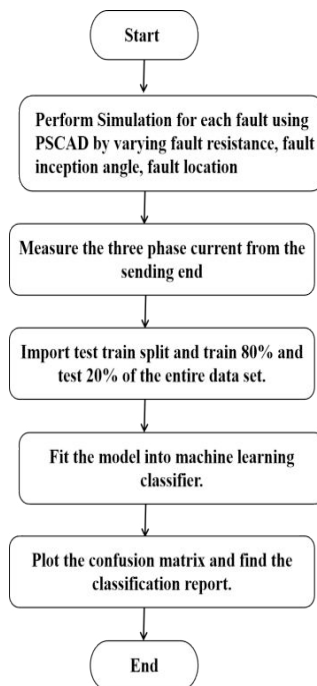 Start
Perform Simulation for each fault using
PSCAD by varying fault resistance, fault
inception angle, fault location
Measure the three phase current from the
sending end
Import test train split and train 80% and
test 20% of the entire data set.
Fit the model into machine learning
classifier.
Plot the confusion matrix and find the
classification report.
End